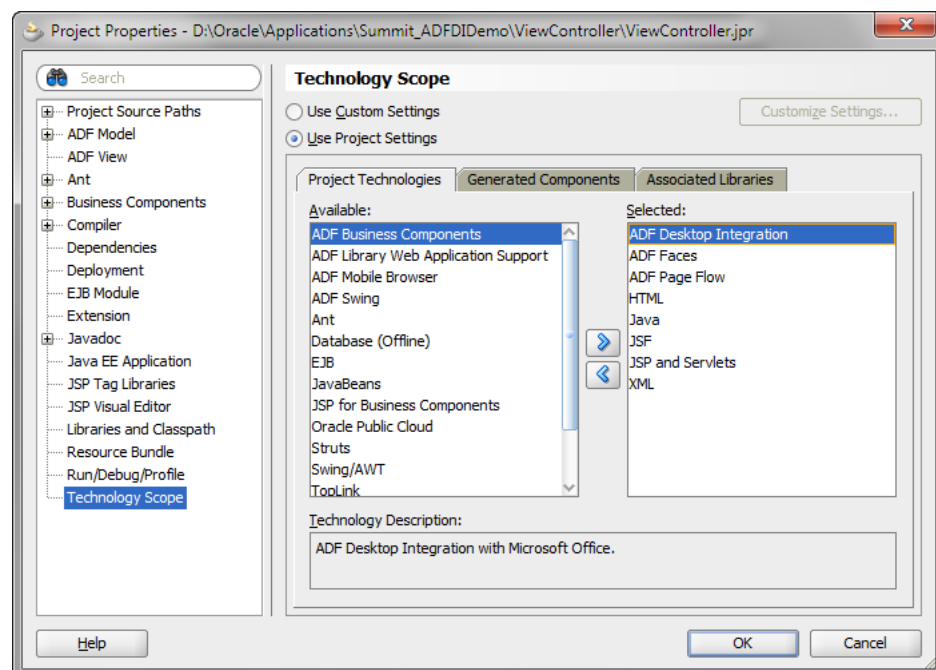 Project Properties - D:\Oracle\Applications\Summit_ADFDIDemo\ViewController\ViewController.jpr
Search
Project Source Paths
ADF Model
ADF View
Ant
Business Components
Compiler
Dependencies
Deployment
EJB Module
Extension
Javadoc
Java EE Application
JSP Tag Libraries
JSP Visual Editor
Libraries and Classpath
Resource Bundle
Run/Debug/Profile
Technology Scope
Technology Scope
Use Custom Settings
Customize Settings...
Use Project Settings
Project Technologies
Generated Components
Associated Libraries
Available:
ADF Business Components
ADF Library Web Application Support
ADF Mobile Browser
ADF Swing
Ant
Database (Offline)
EJB
JavaBeans
JSP for Business Components
Oracle Public Cloud
Struts
Swing/AWT
TopLink
Selected:
ADF Desktop Integration
ADF Faces
ADF Page Flow
HTML
Java
JSF
JSP and Servlets
XML
Technology Description:
ADF Desktop Integration with Microsoft Office.
Help
OK
Cancel